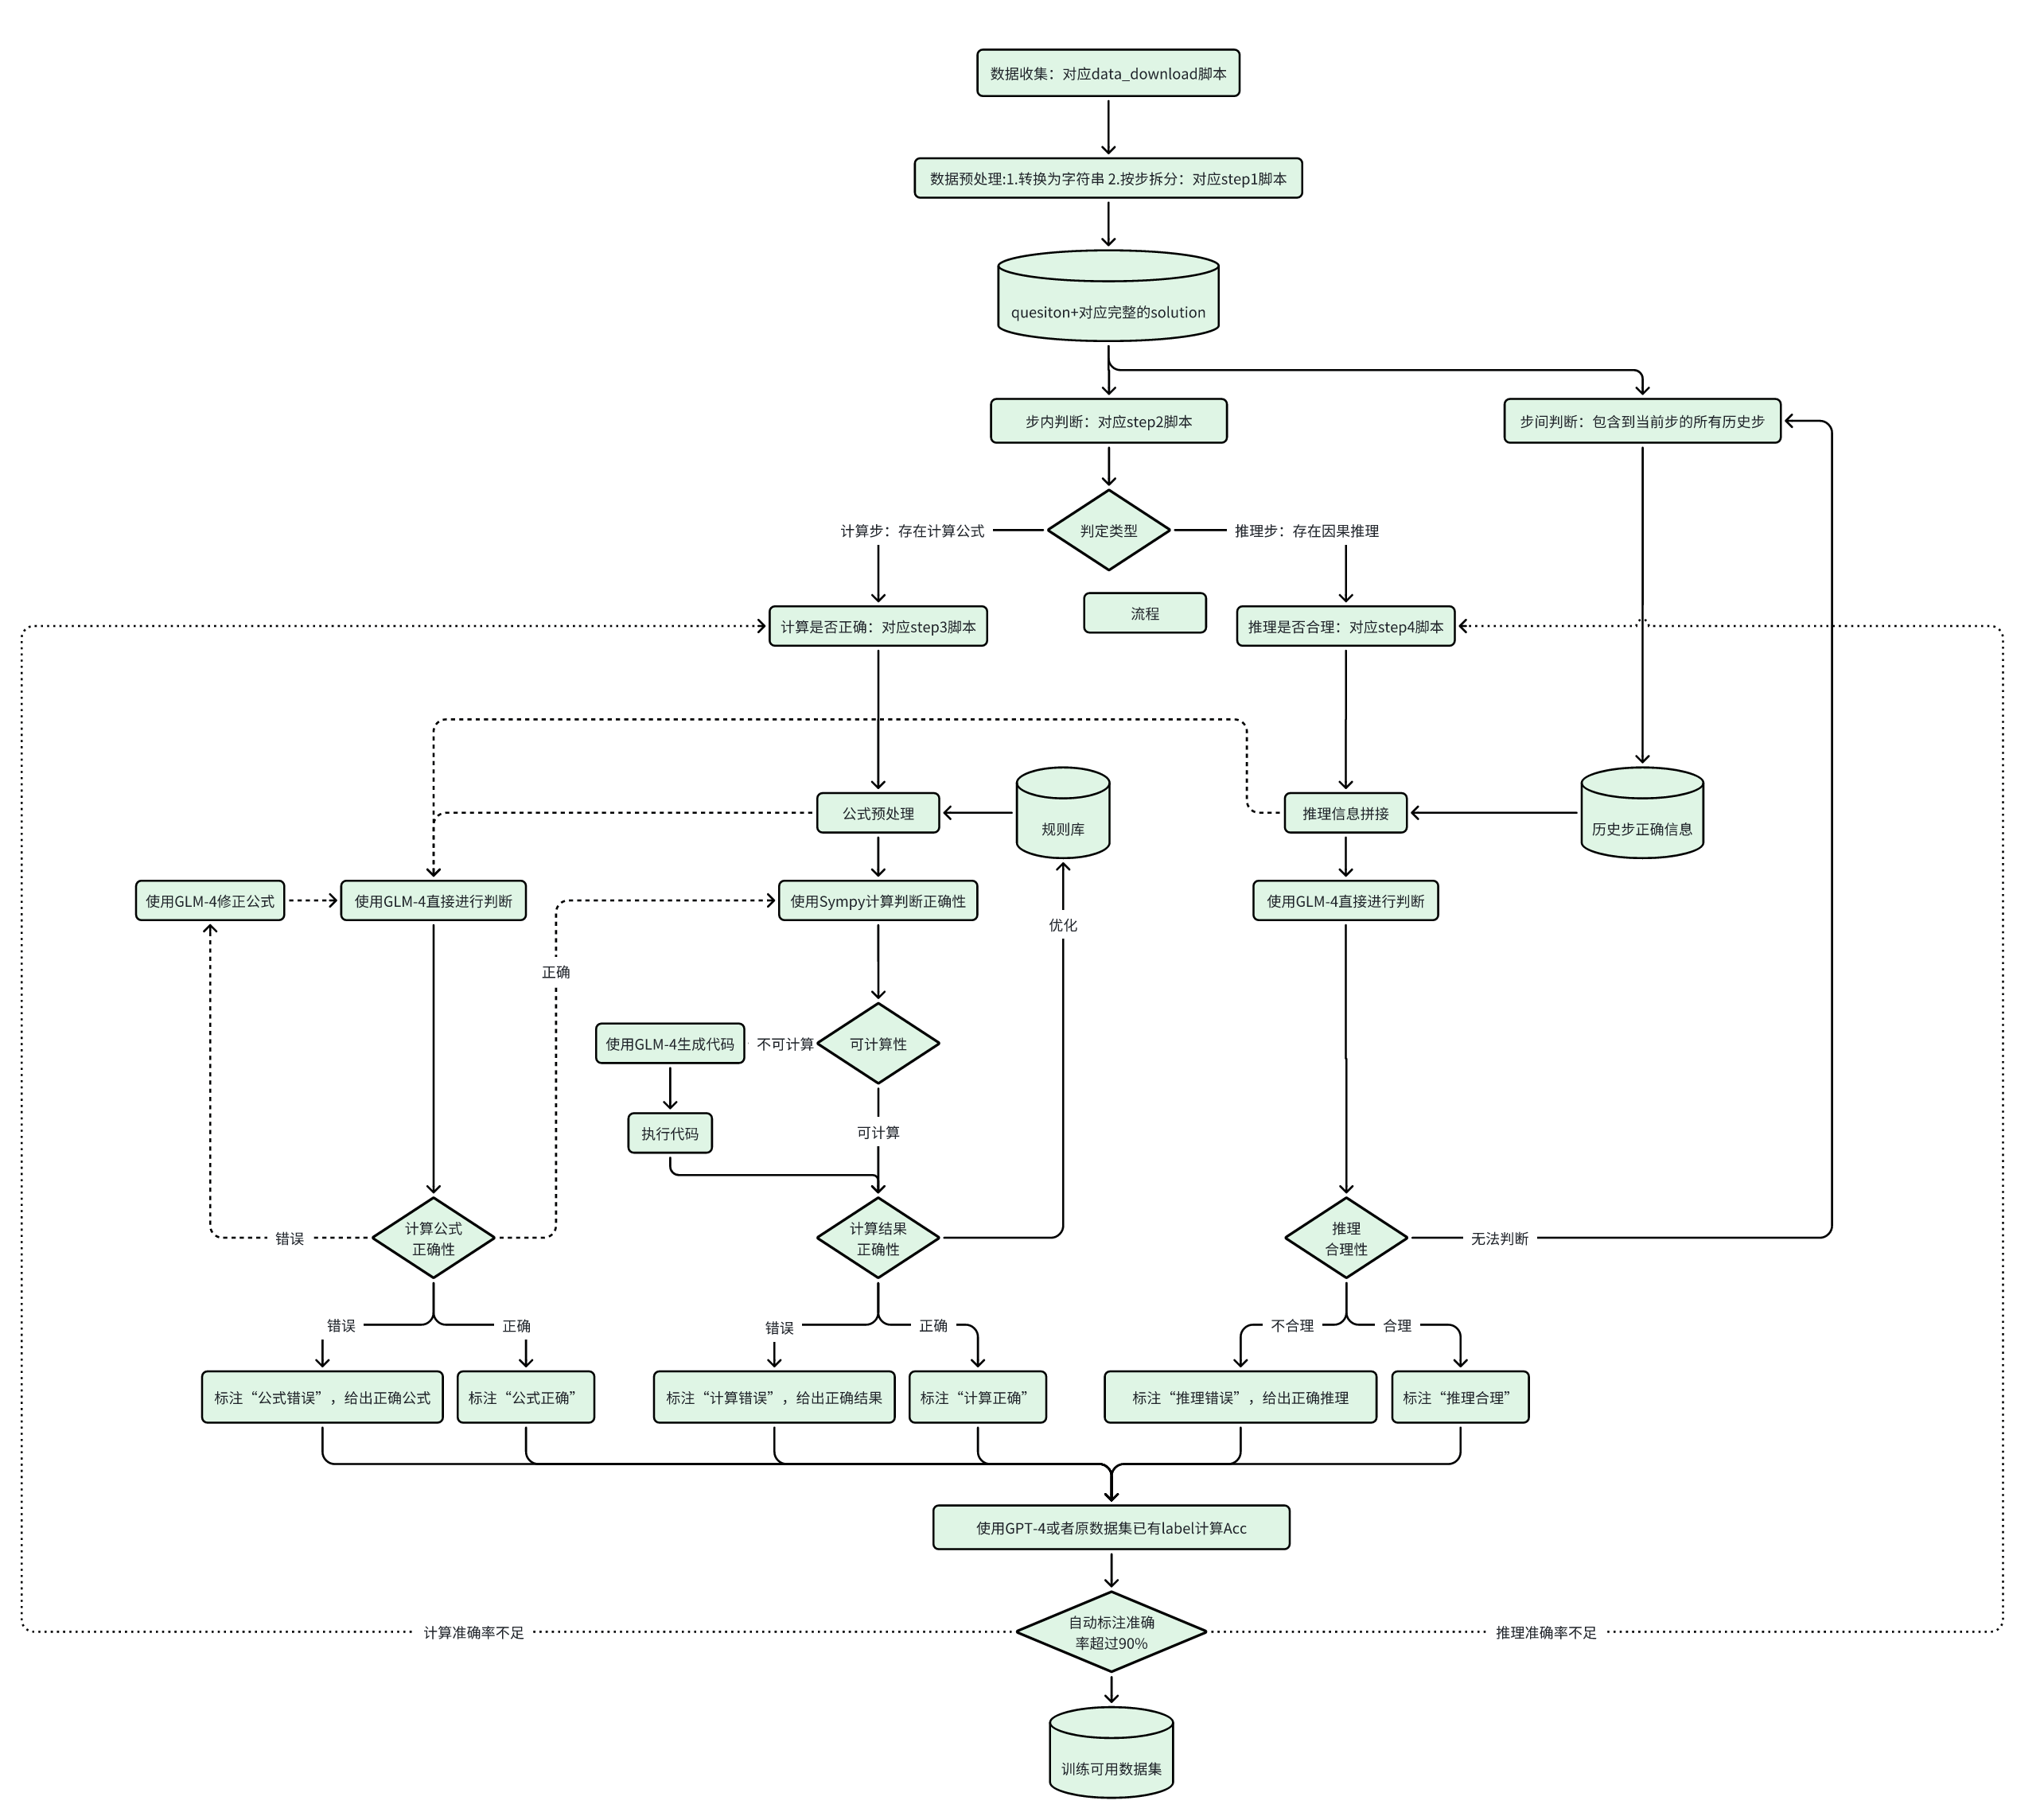 数据收集：对应data_download脚本
数据预处理:1.转换为字符串 2.按步拆分：对应step1脚本
quesiton+对应完整的solution
步内判断：对应step2脚本
步间判断：包含到当前步的所有历史步
计算步：存在计算公式
判定类型
推理步：存在因果推理
流程
计算是否正确：对应step3脚本
推理是否合理：对应step4脚本
公式预处理
规则库
推理信息拼接
历史步正确信息
使用GLM-4修正公式
使用GLM-4直接进行判断
使用Sympy计算判断正确性
使用GLM-4直接进行判断
优化
正确
使用GLM-4生成代码
不可计算
可计算性
执行代码
可计算
错误
计算公式
正确性
计算结果
正确性
推理
合理性
无法判断
错误
正确
错误
正确
不合理
合理
标注“公式错误”，给出正确公式
标注“公式正确”
标注“计算错误”，给出正确结果
标注“计算正确”
标注“推理错误”，给出正确推理
标注“推理合理”
使用GPT-4或者原数据集已有label计算Acc
计算准确率不足
自动标注准确
率超过90%
推理准确率不足
训练可用数据集